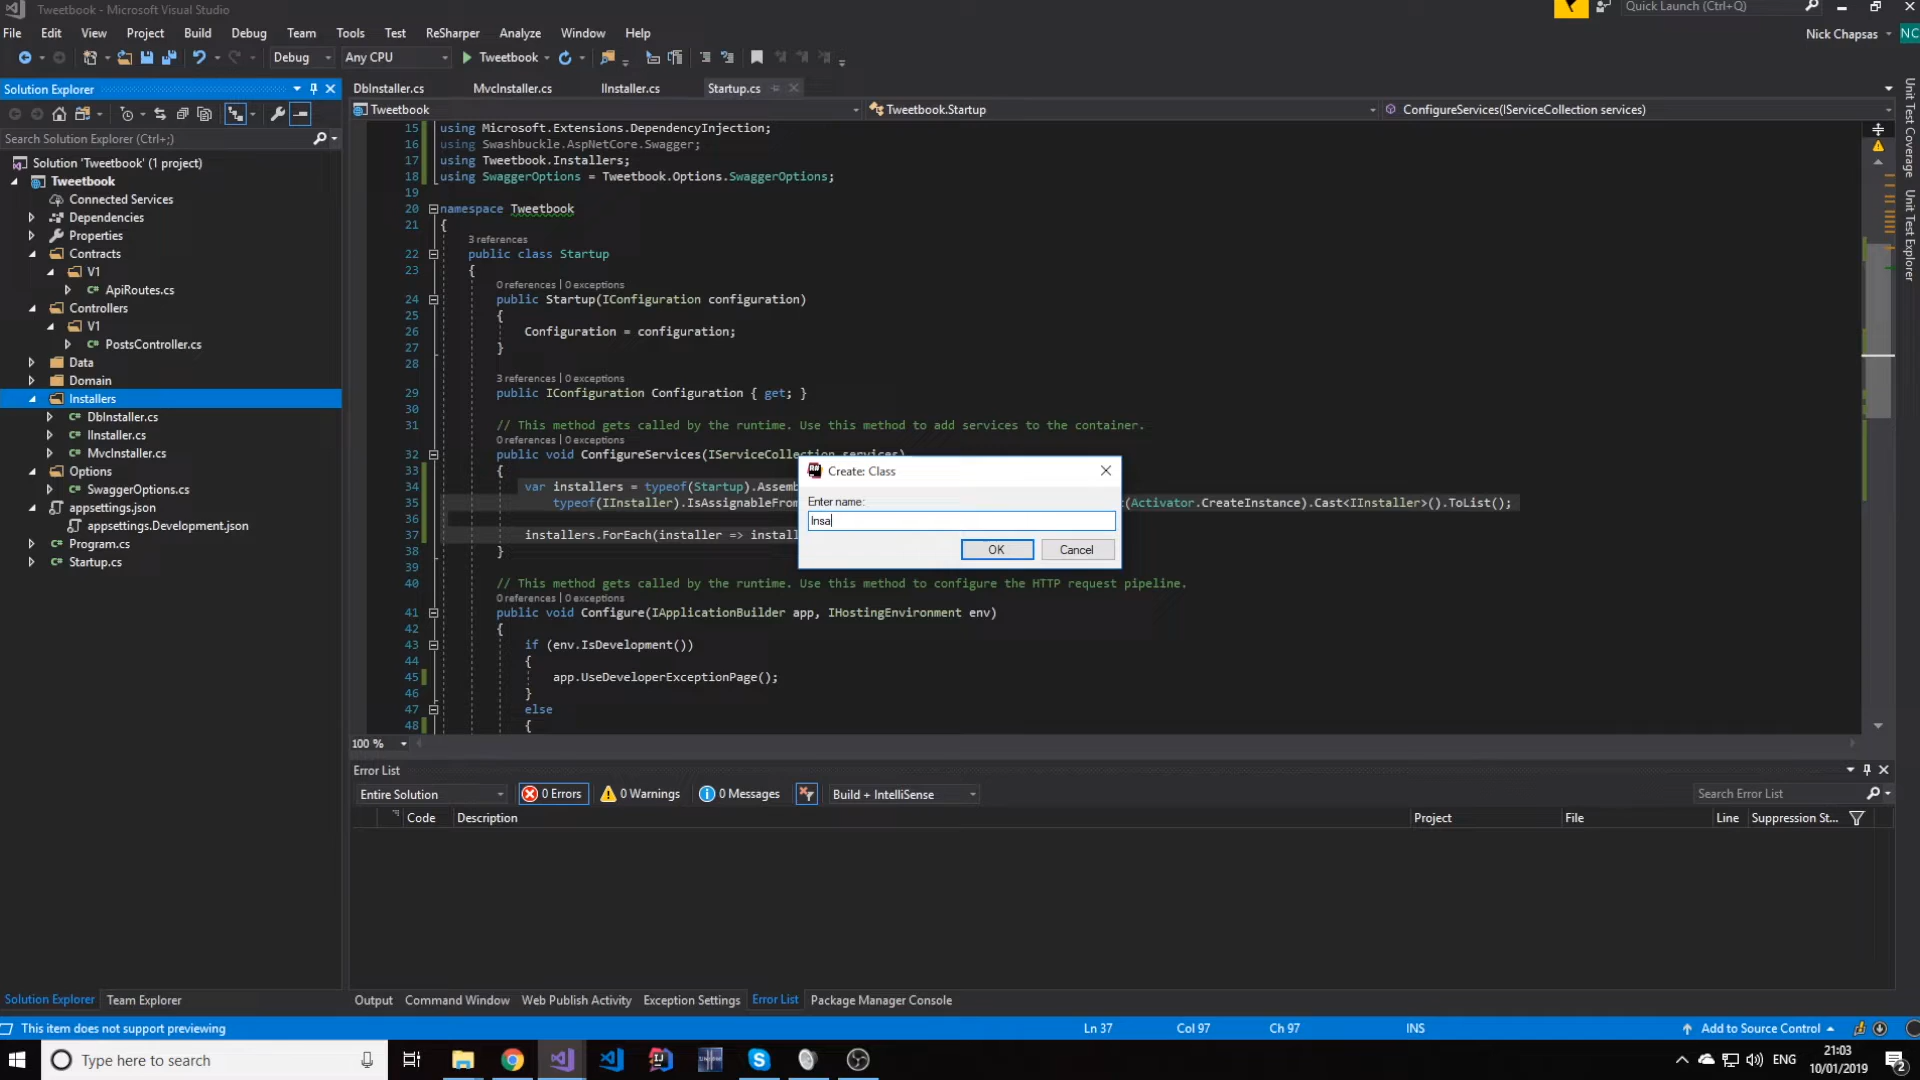 Tweetbook - Microsoft Visual Studio
Quick Launch (Ctrl+Q)
File Edit View Project Build Debug Team Tools Test ReSharper Analyze Window Help
Nick Chapsas
NC
Debug Any CPU Tweetbook
Solution Explorer
Search Solution Explorer (Ctrl+;)
Solution 'Tweetbook' (1 project)
Tweetbook
Connected Services
Dependencies
Properties
Contracts
V1
ApiRoutes.cs
Controllers
V1
PostsController.cs
Data
Domain
Installers
DbInstaller.cs
IInstaller.cs
MvcInstaller.cs
Options
SwaggerOptions.cs
appsettings.json
appsettings.Development.json
Program.cs
Startup.cs
Solution Explorer Team Explorer
DbInstaller.cs MvcInstaller.cs IInstaller.cs Startup.cs
Tweetbook Tweetbook.Startup ConfigureServices(IServiceCollection services)
15 using Microsoft.Extensions.DependencyInjection;
16 using Swashbuckle.AspNetCore.Swagger;
17 using Tweetbook.Installers;
18 using SwaggerOptions = Tweetbook.Options.SwaggerOptions;
19
20 namespace Tweetbook
21 {
3 references
22 public class Startup
23 {
0 references | 0 exceptions
24 public Startup(IConfiguration configuration)
25 {
26 Configuration = configuration;
27 }
28
3 references | 0 exceptions
29 public IConfiguration Configuration { get; }
30
31 // This method gets called by the runtime. Use this method to add services to the container.
0 references | 0 exceptions
32 public void ConfigureServices(IServiceCollection services)
33 {
34 var installers = typeof(Startup).Assemb
35 typeof(IInstaller).IsAssignableFrom (Activator.CreateInstance).Cast<IInstaller>().ToList();
36
37 installers.ForEach(installer => install
38 }
39
40 // This method gets called by the runtime. Use this method to configure the HTTP request pipeline.
0 references | 0 exceptions
41 public void Configure(IApplicationBuilder app, IHostingEnvironment env)
42 {
43 if (env.IsDevelopment())
44 {
45 app.UseDeveloperExceptionPage();
46 }
47 else
48 {
Create: Class
Enter name:
Insa
OK Cancel
100 %
Unit Test Coverage
Unit Test Explorer
Error List
Entire Solution 0 Errors 0 Warnings 0 Messages Build + IntelliSense Search Error List
Code Description Project File Line Suppression St...
Output Command Window Web Publish Activity Exception Settings Error List Package Manager Console
This item does not support previewing Ln 37 Col 97 Ch 97 INS Add to Source Control
Type here to search
ENG
21:03
10/01/2019
2